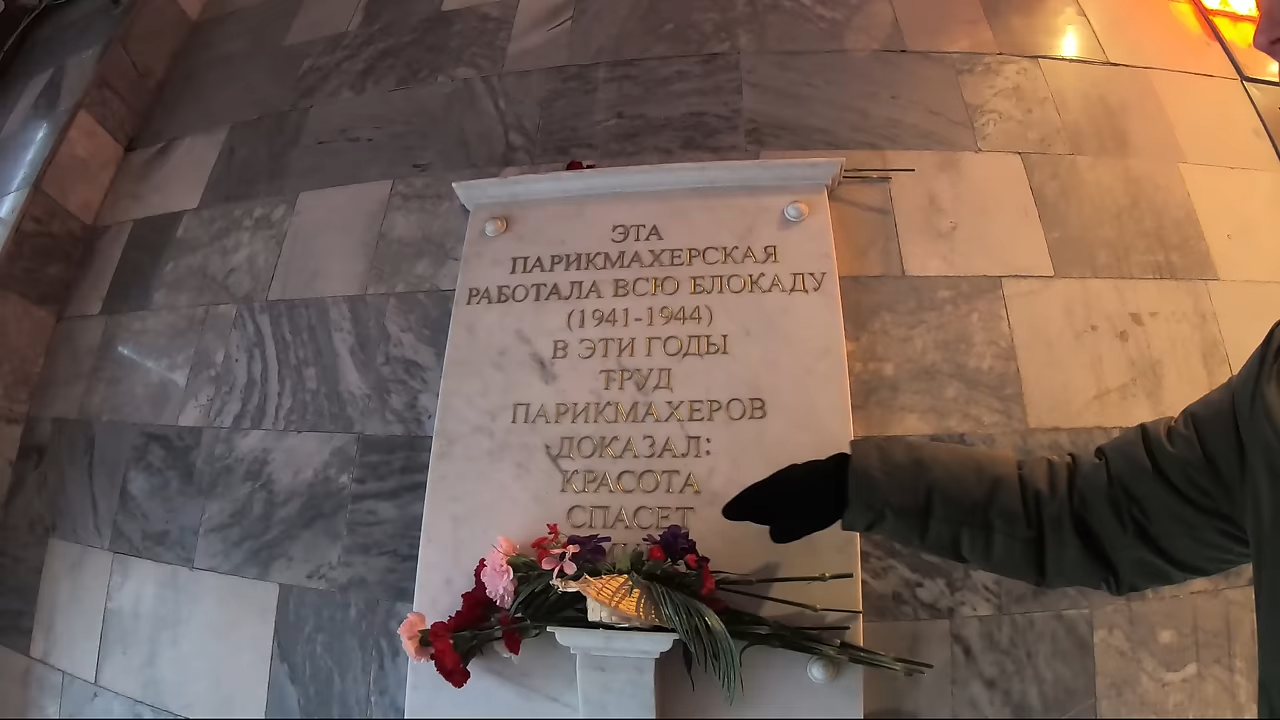 ЭТА
ПАРИКМАХЕРСКАЯ
РАБОТАЛА ВСЮ БЛОКАДУ
(1941-1944)
В ЭТИ ГОДЫ
ТРУД
ПАРИКМАХЕРОВ
ДОКАЗАЛ:
КРАСОТА
СПАСЕТ